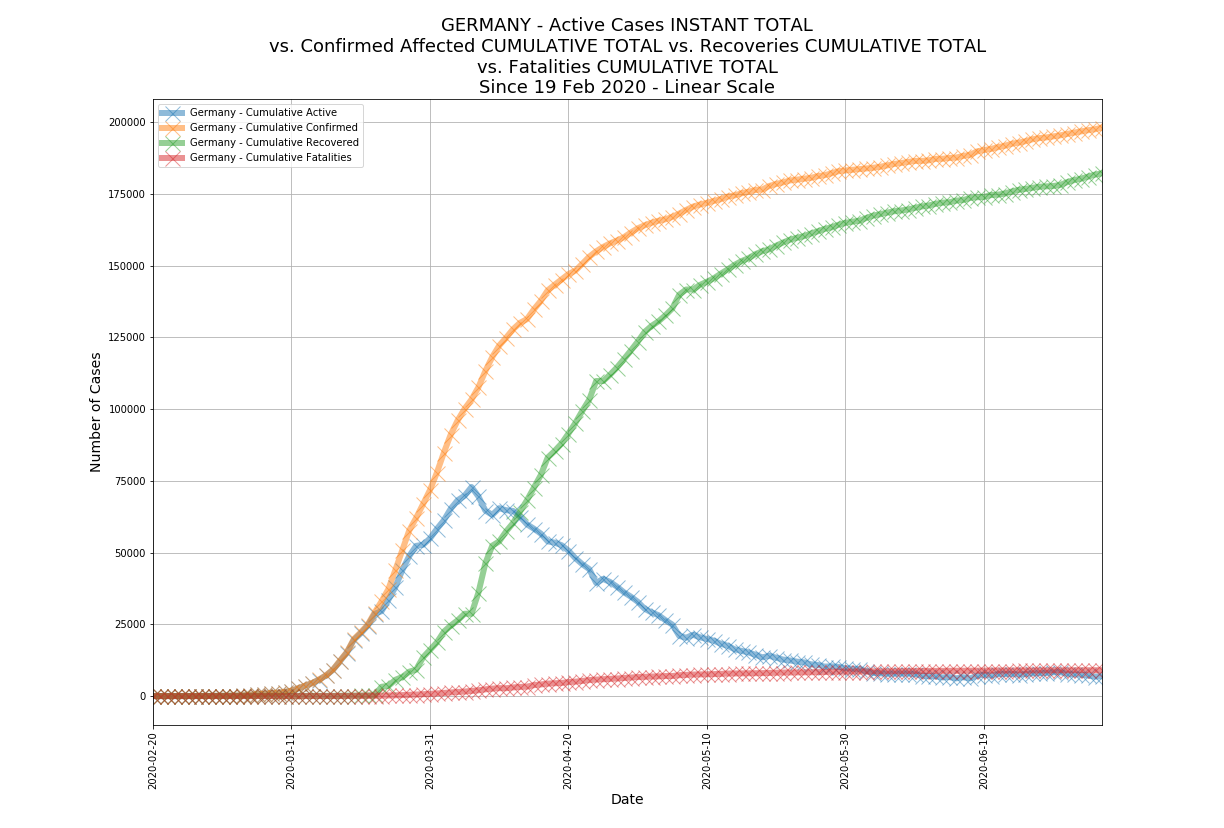 GERMANY - Active Cases INSTANT TOTAL
vs. Confirmed Affected CUMULATIVE TOTAL vs. Recoveries CUMULATIVE TOTAL
vs. Fatalities CUMULATIVE TOTAL
Since 19 Feb 2020 - Linear Scale
Germany - Cumulative Active
Germany - Cumulative Confirmed
Germany - Cumulative Recovered
Germany - Cumulative Fatalities
200000
175000
150000
125000
100000
75000
50000
25000
0
Number of Cases
2020-02-20
2020-03-11
2020-03-31
2020-04-20
2020-05-10
2020-05-30
2020-06-19
Date